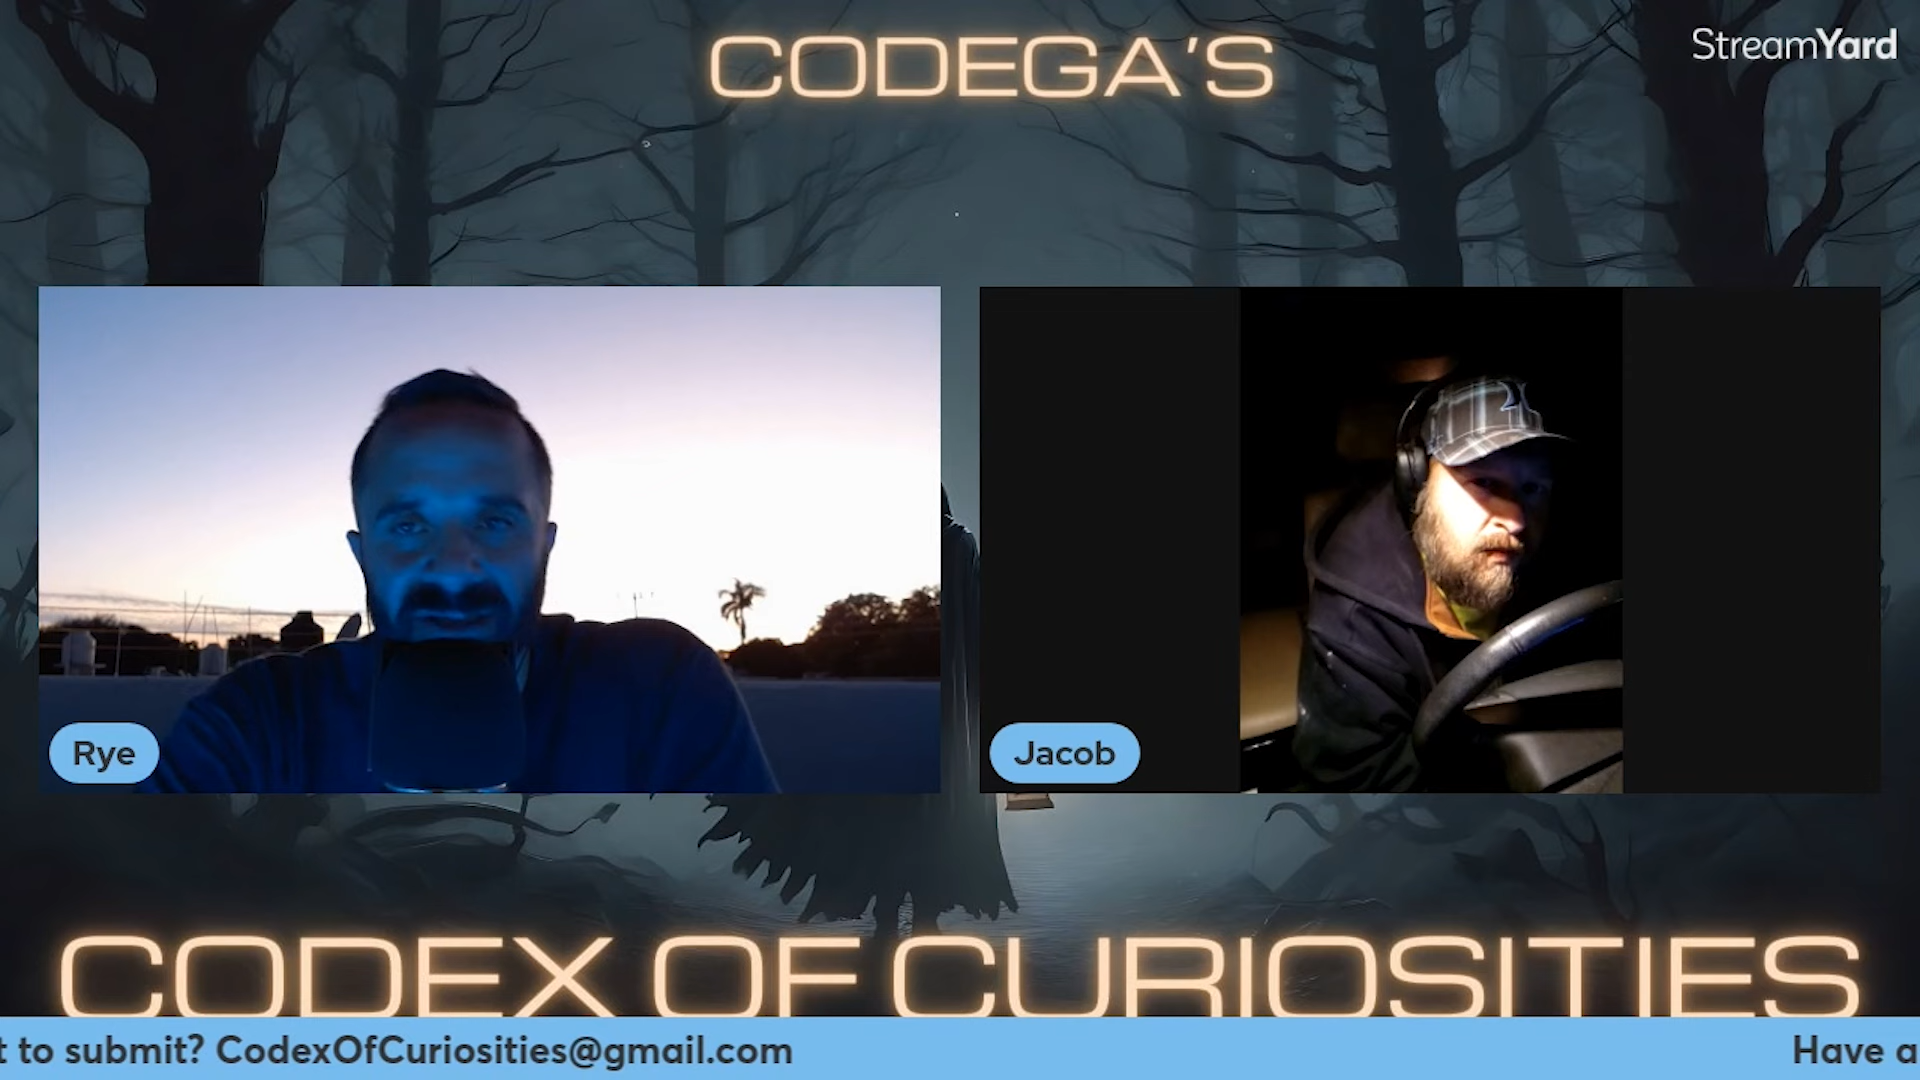 CODEGA'S
StreamYard
Rye
Jacob
CODEX OF CURIOSITIES
t to submit? CodexOfCuriosities@gmail.com
Have a